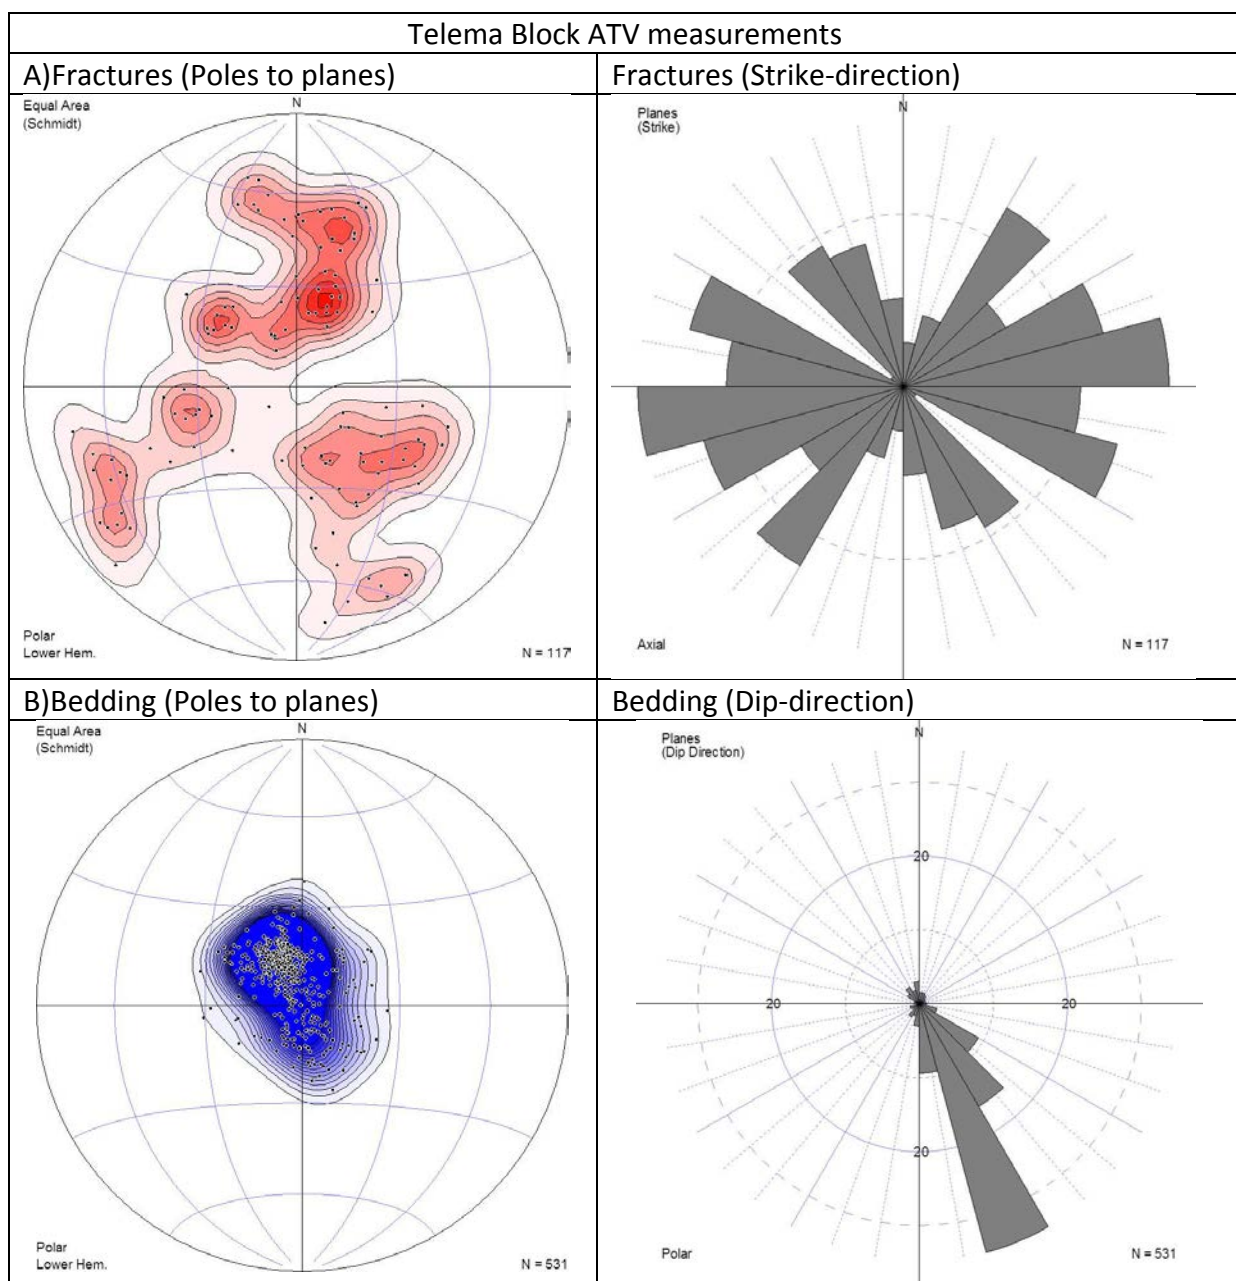 Telema Block ATV measurements
A)Fractures (Poles to planes)
Fractures (Strike-direction)
Equal Area
(Schmidt)
N
Polar
Lower Hem.
N = 117
Planes
(Strike)
N
Axial
N = 117
B)Bedding (Poles to planes)
Bedding (Dip-direction)
Equal Area
(Schmidt)
N
Polar
Lower Hem.
N = 531
Planes
(Dip Direction)
N
20
20
20
20
Polar
N = 531